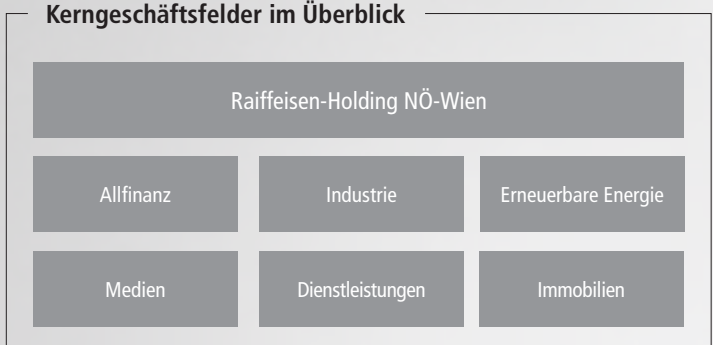 Kerngeschäftsfelder im Überblick
Raiffeisen-Holding NÖ-Wien
Allfinanz
Industrie
Erneuerbare Energie
Medien
Dienstleistungen
Immobilien